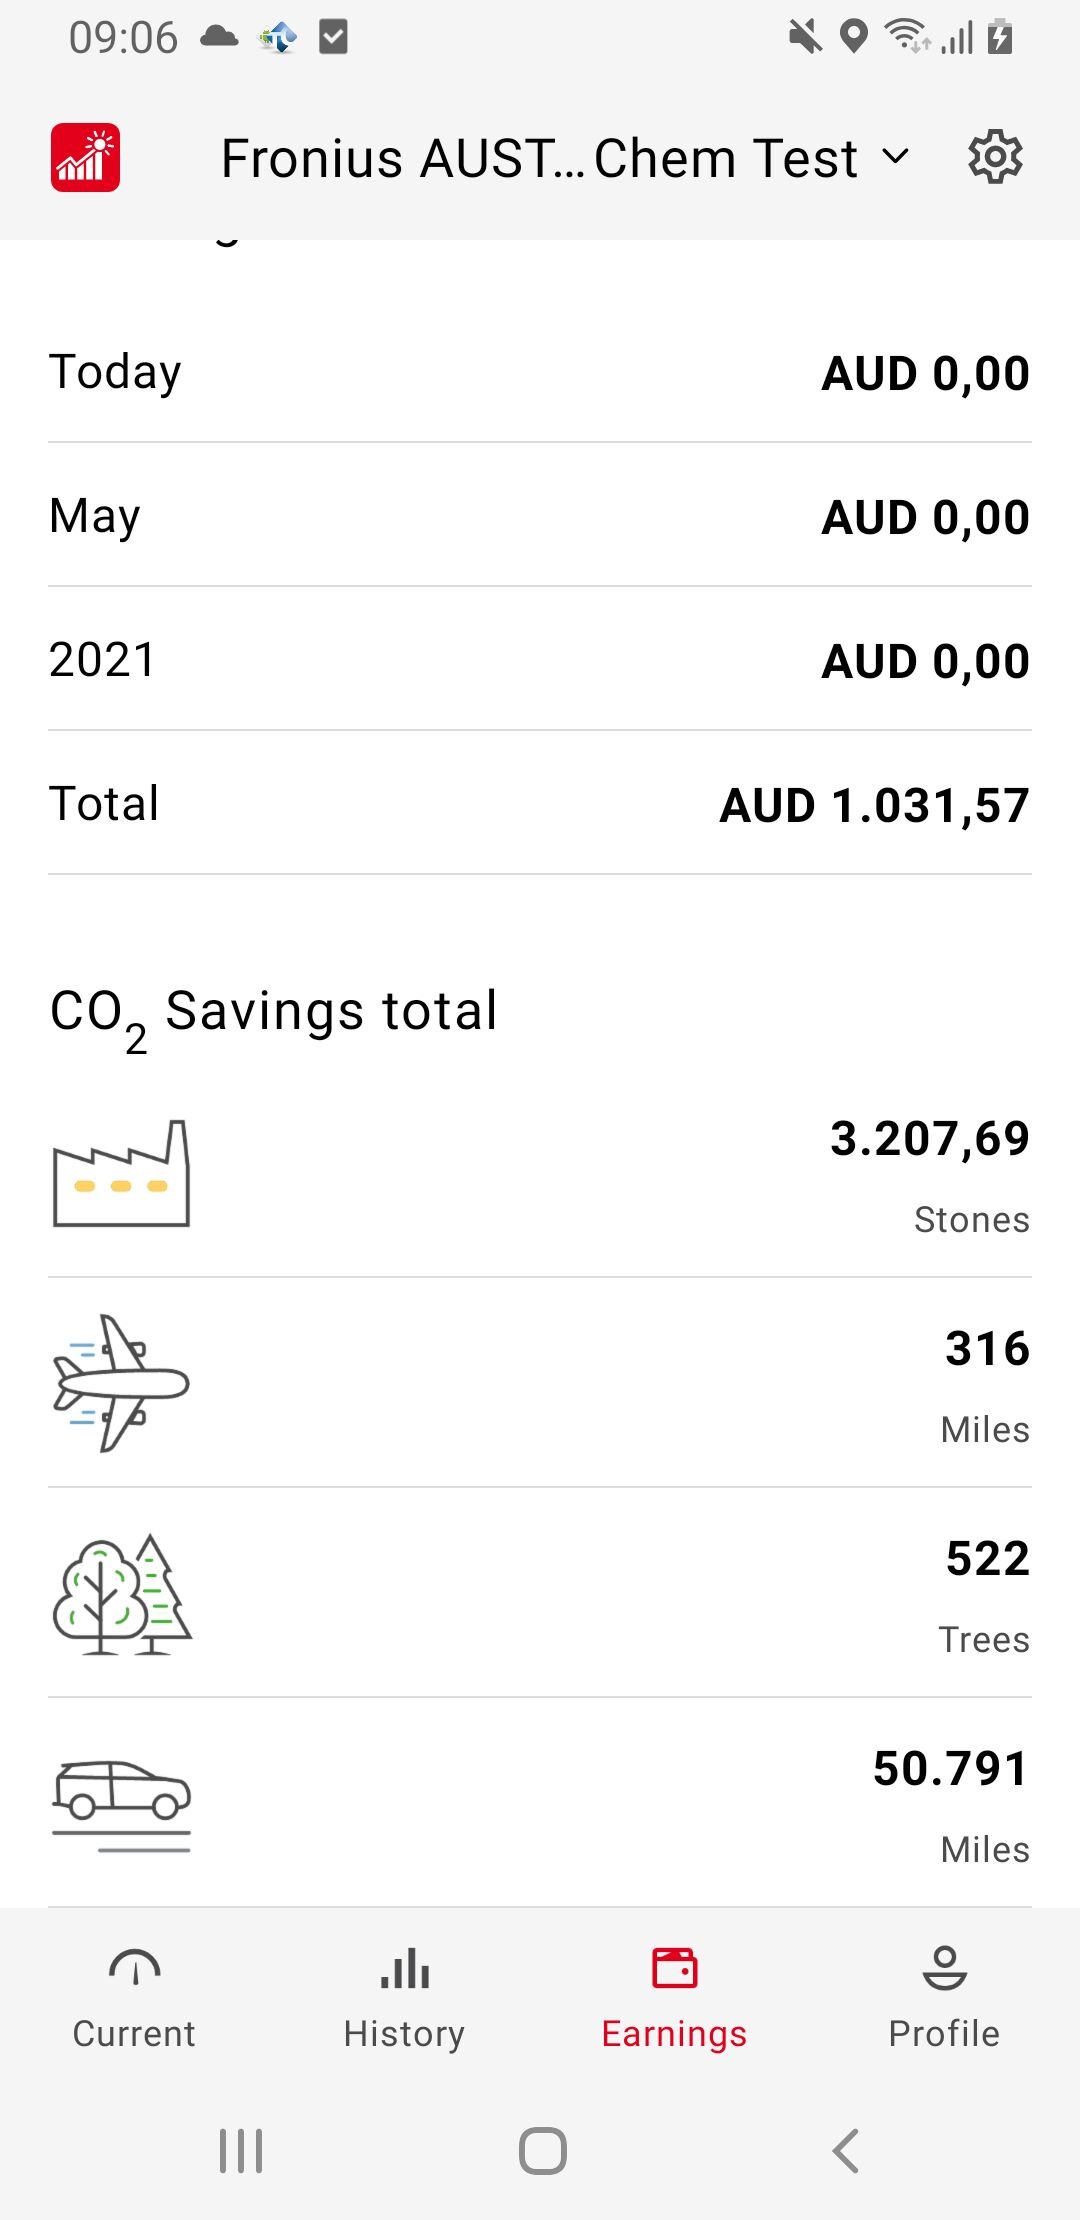 09:06
Fronius AUST...Chem Test
Today
AUD 0,00
May
AUD 0,00
2021
AUD 0,00
Total
AUD 1.031,57
CO₂ Savings total
3.207,69
Stones
316
Miles
522
Trees
50.791
Miles
Current
History
Earnings
Profile